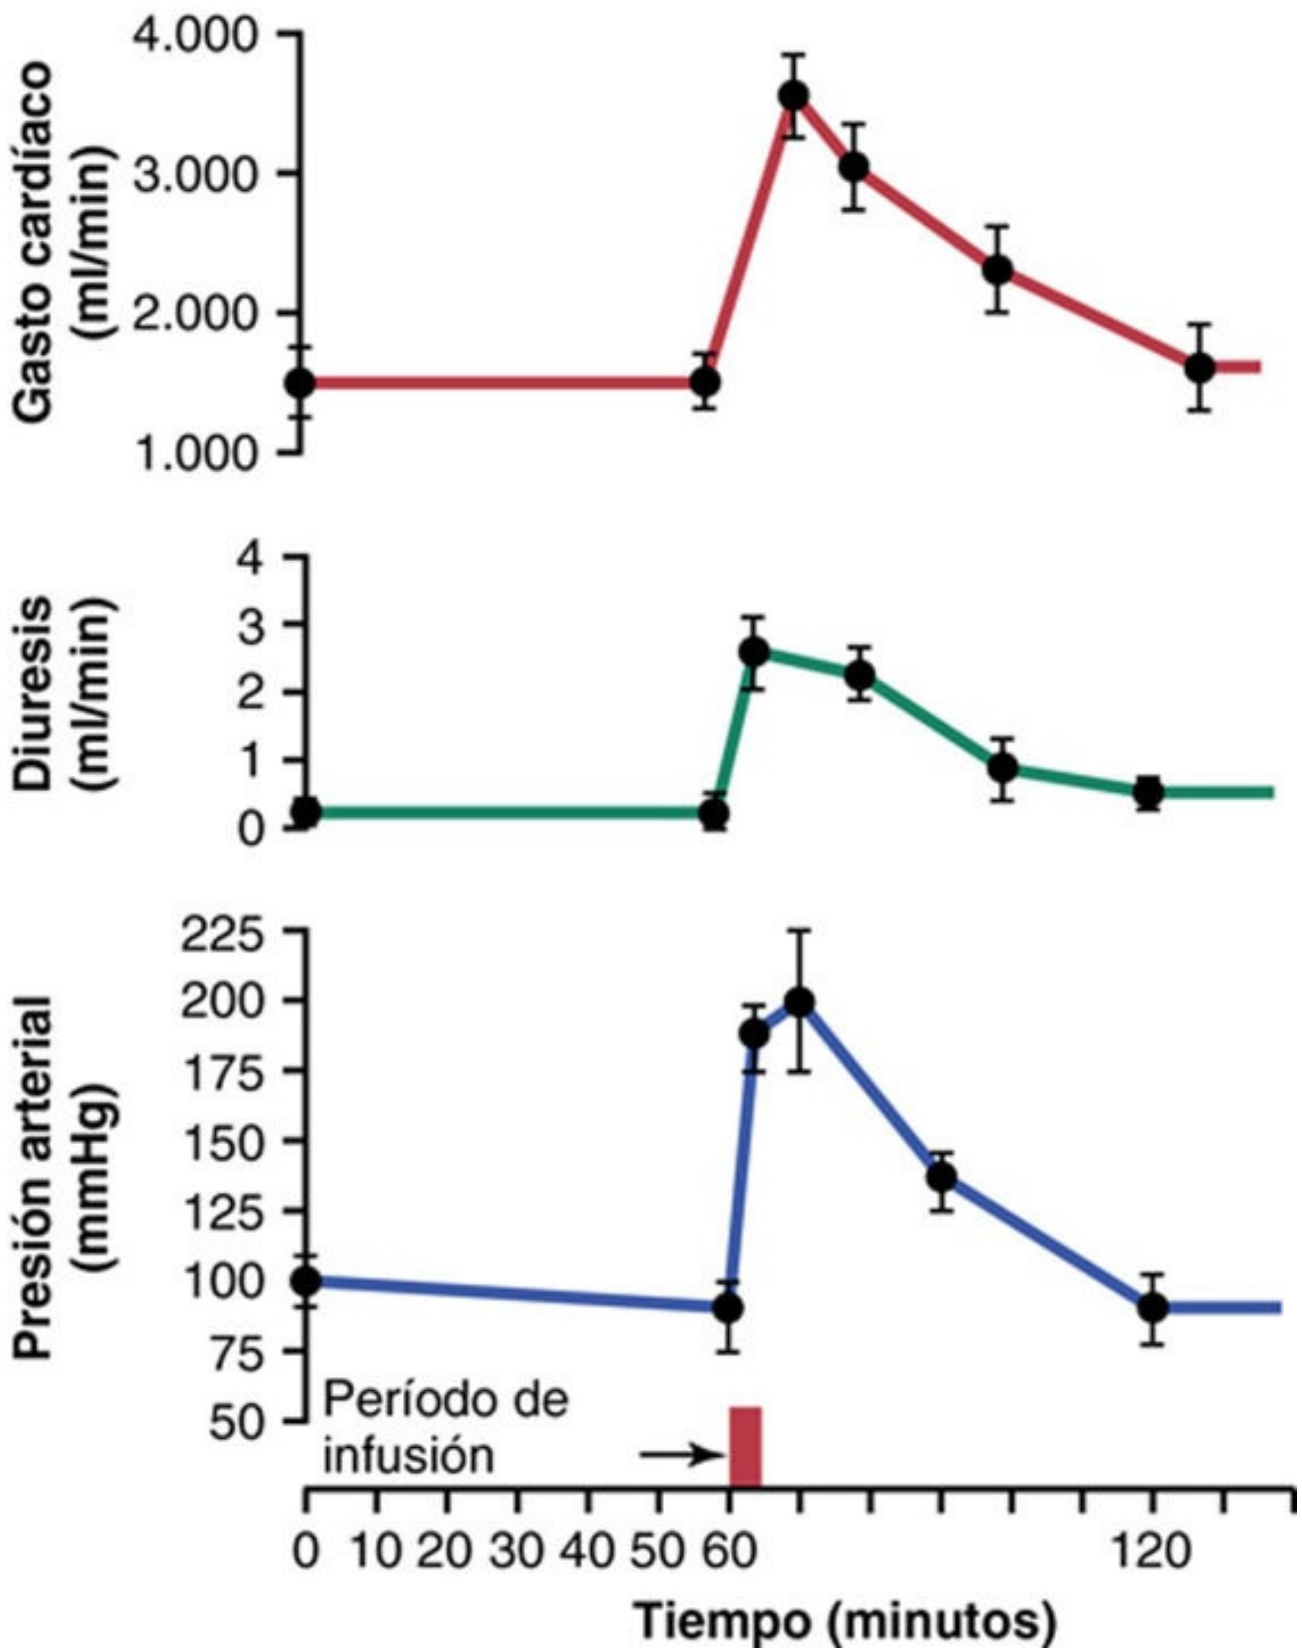 Gasto cardíaco
(ml/min)
4.000
3.000
2.000
1.000
Diuresis
(ml/min)
4
3
2
1
0
Presión arterial
(mmHg)
225
200
175
150
125
100
75
50
Período de
infusión
0 10 20 30 40 50 60 120
Tiempo (minutos)